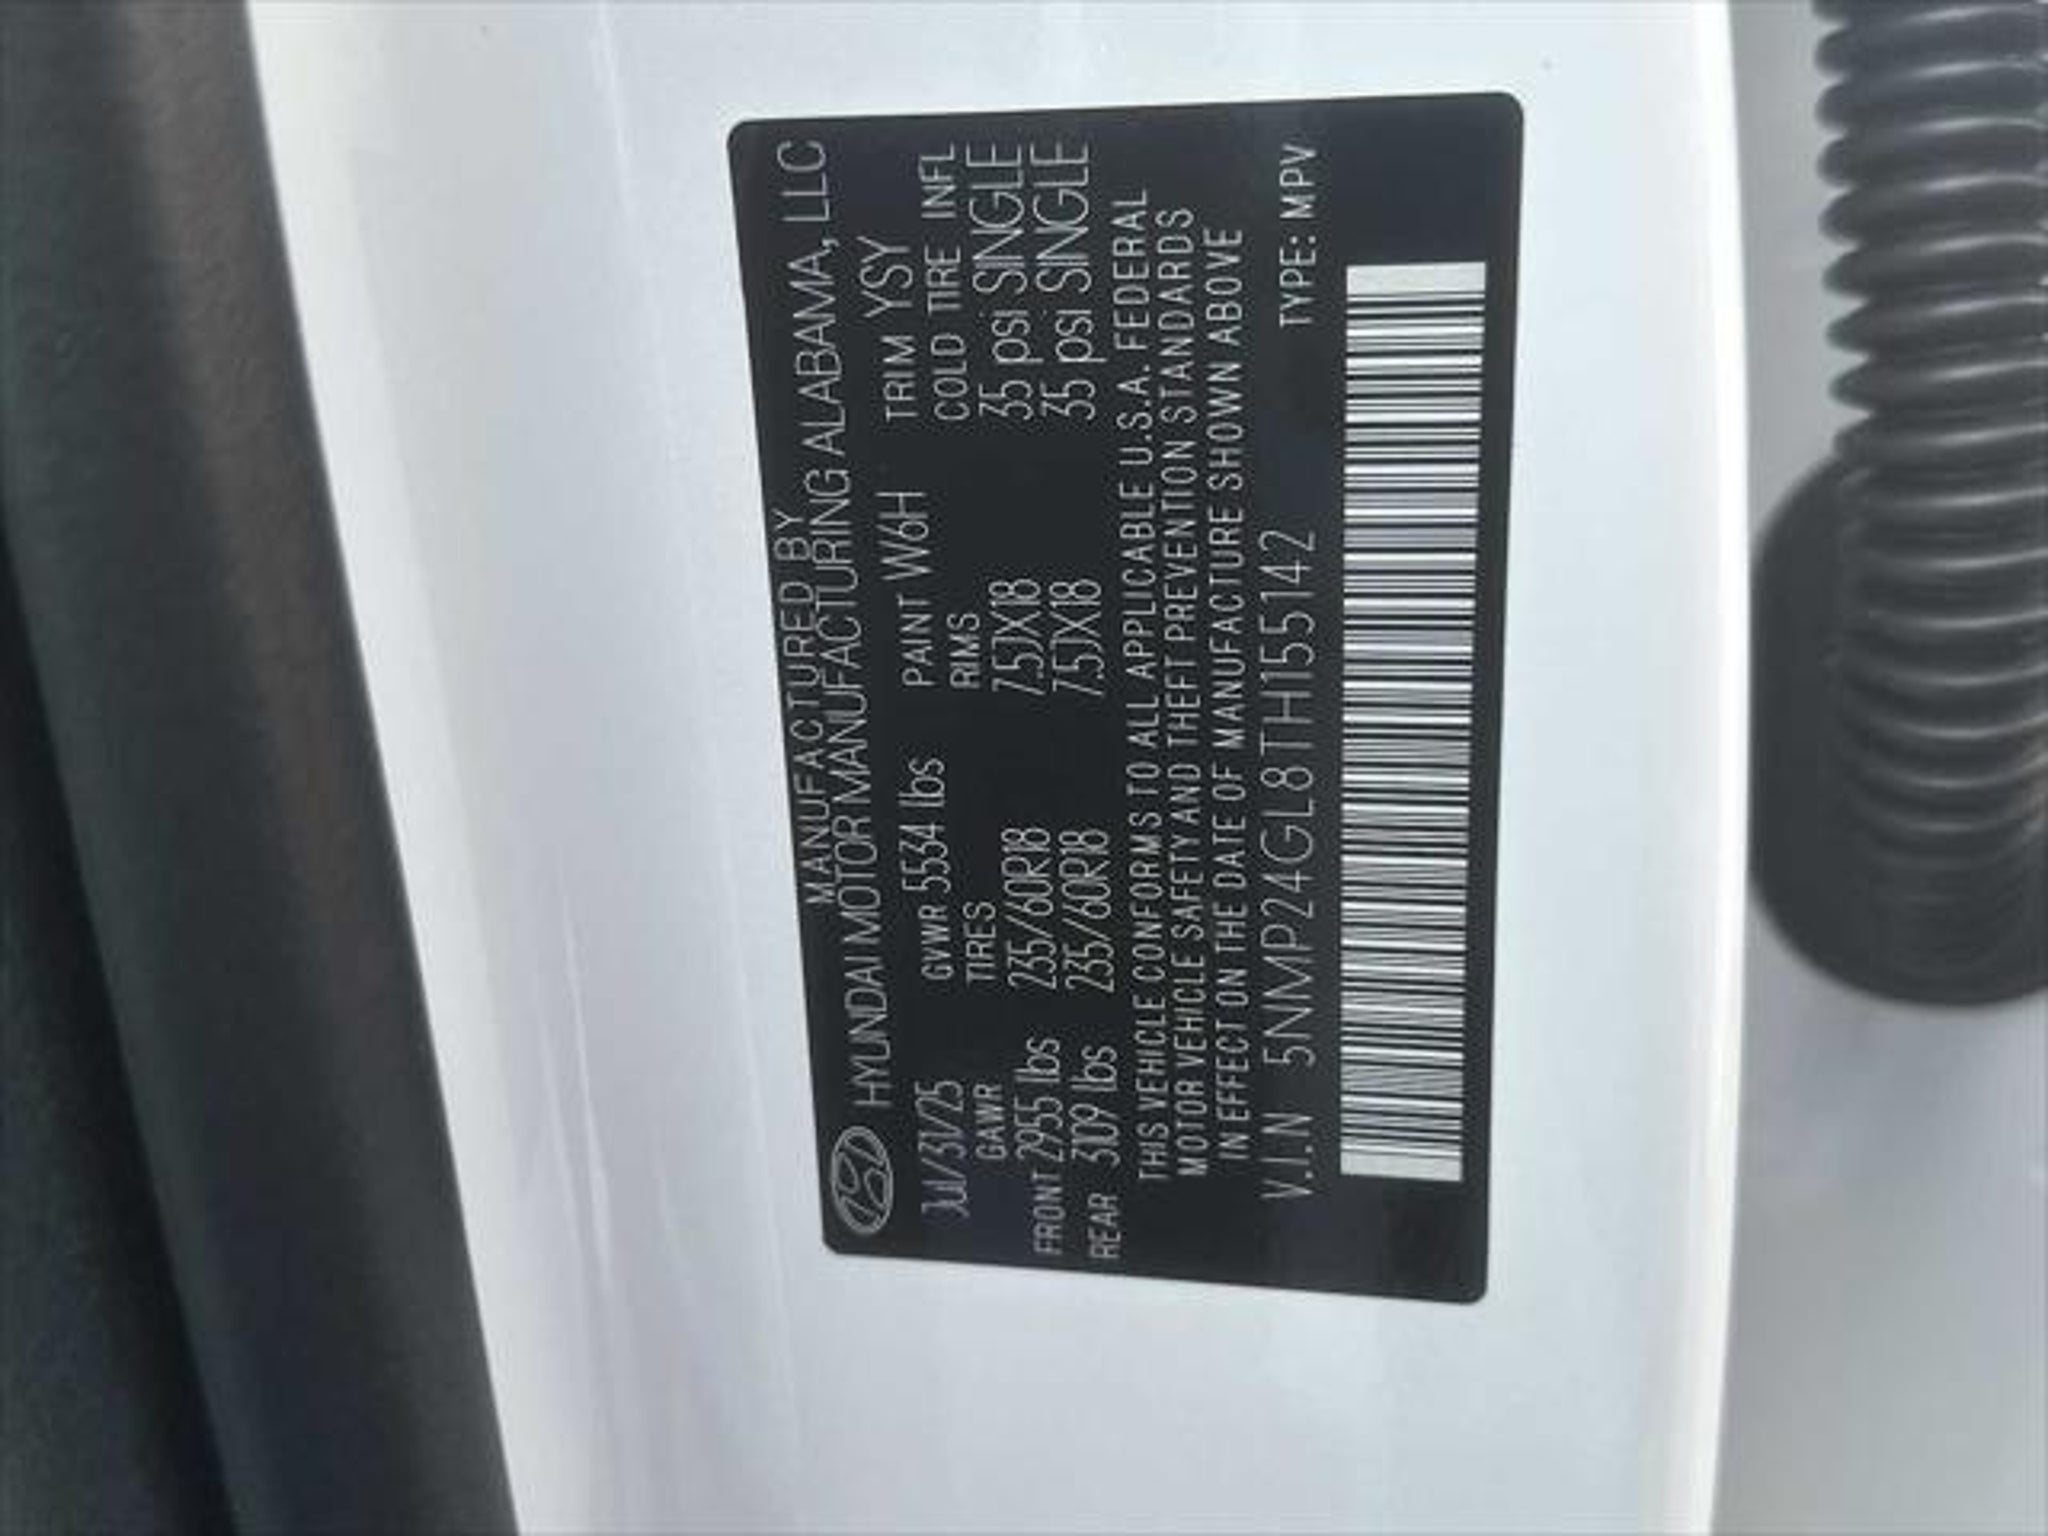 MANUFACTURED BY
HYUNDAI MOTOR MANUFACTURING ALABAMA, LLC
Jul/31/25 GVWR 5534 lbs PAINT W6H TRIM YSY
GAWR TIRES RIMS COLD TIRE INFL
FRONT 2955 lbs 235/60R18 7.5JX18 35 psi SINGLE
REAR 3109 lbs 235/60R18 7.5JX18 35 psi SINGLE
THIS VEHICLE CONFORMS TO ALL APPLICABLE U.S.A. FEDERAL
MOTOR VEHICLE SAFETY AND THEFT PREVENTION STANDARDS
IN EFFECT ON THE DATE OF MANUFACTURE SHOWN ABOVE
V.I.N 5NMP24GL8TH155142 TYPE: MPV